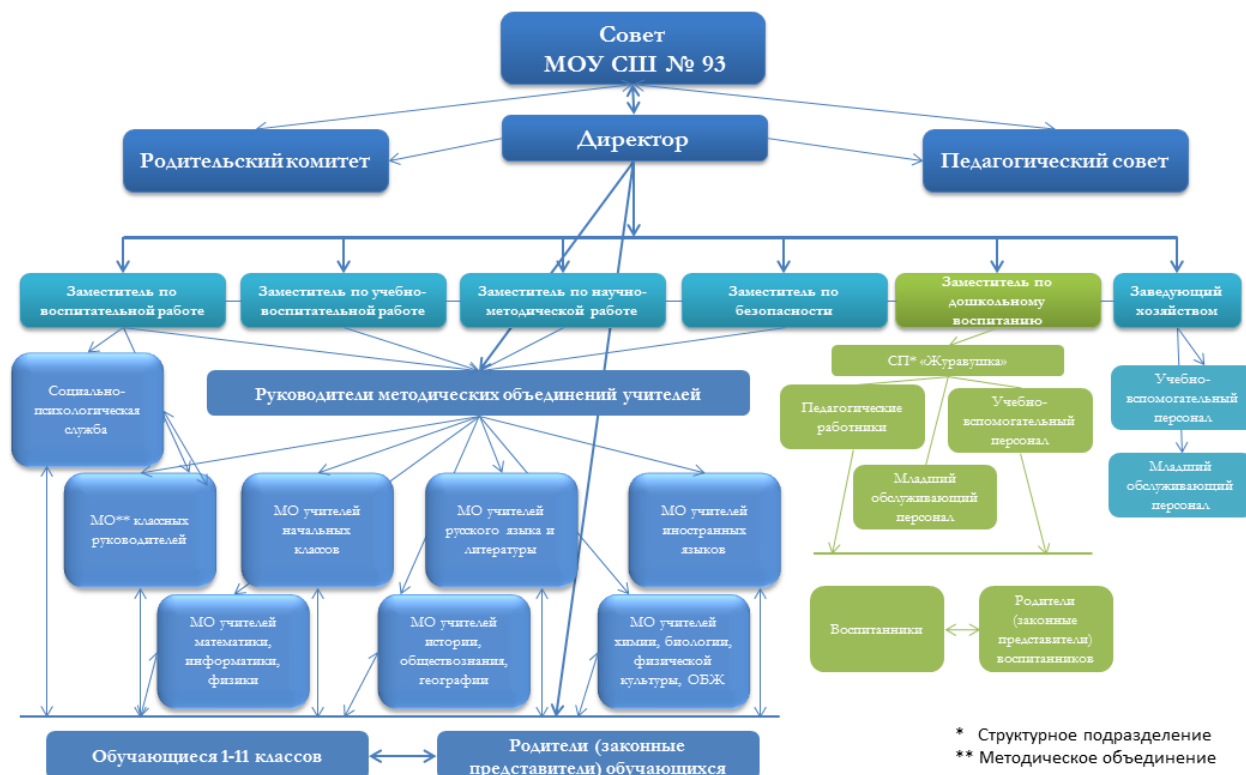 Совет
МОУ СШ № 93
Родительский комитет
Директор
Педагогический совет
Заместитель по
воспитательной работе
Заместитель по учебно-
воспитательной работе
Заместитель по научно-
методической работе
Заместитель по
безопасности
Заместитель по
дошкольному
воспитанию
Заведующий
хозяйством
Социально-
психологическая
служба
Руководители методических объединений учителей
СП* «Журавушка»
Педагогические
работники
Учебно-
вспомогательный
персонал
Младший
обслуживающий
персонал
Учебно-
вспомогательный
персонал
Младший
обслуживающий
персонал
МО** классных
руководителей
МО учителей
начальных
классов
МО учителей
русского языка и
литературы
МО учителей
иностранных
языков
МО учителей
математики,
информатики,
физики
МО учителей
истории,
обществознания,
географии
МО учителей
химии, биологии,
физической
культуры, ОБЖ
Воспитанники
Родители
(законные
представители)
воспитанников
Обучающиеся 1-11 классов
Родители (законные
представители) обучающихся
* Структурное подразделение
** Методическое объединение